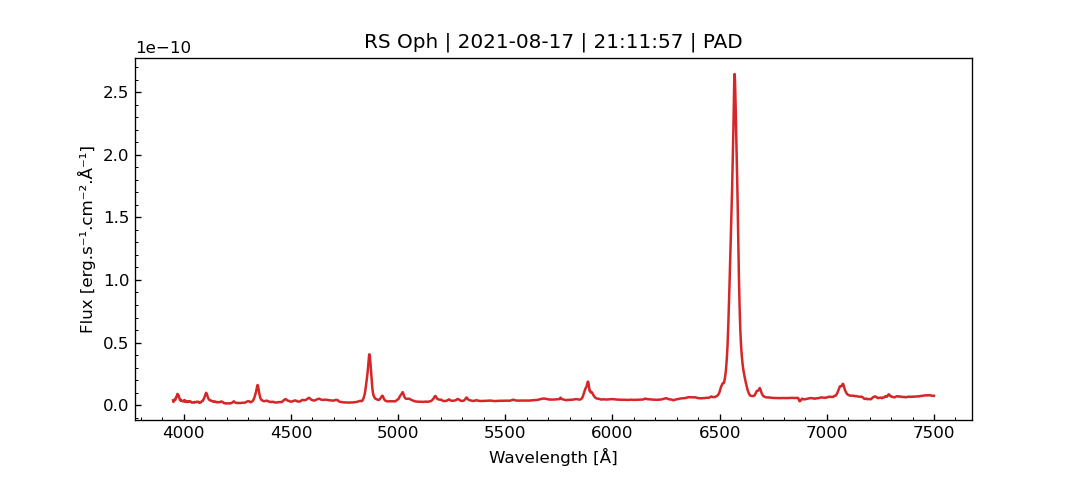 RS Oph | 2021-08-17 | 21:11:57 | PAD
1e−10
2.5
2.0
1.5
1.0
0.5
0.0
Flux [erg.s⁻¹.cm⁻².Å⁻¹]
4000 4500 5000 5500 6000 6500 7000 7500
Wavelength [Å]